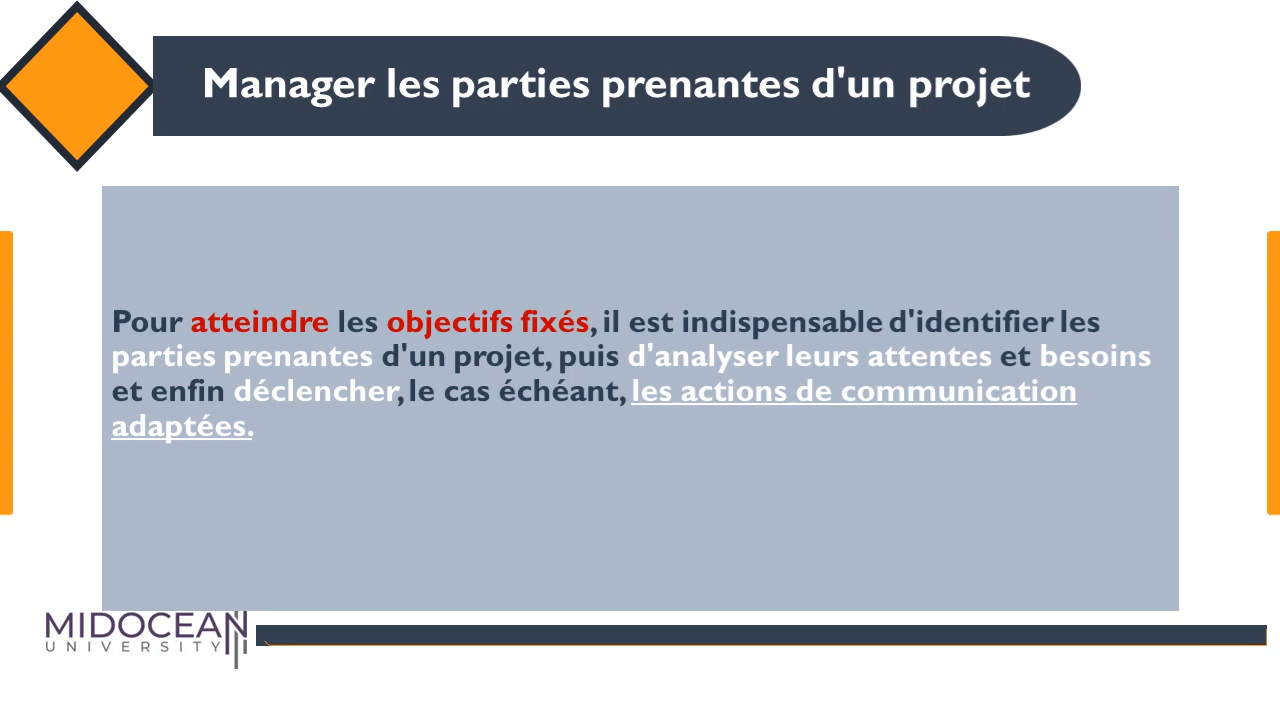 Manager les parties prenantes d'un projet
Pour atteindre les objectifs fixés, il est indispensable d'identifier les
parties prenantes d'un projet, puis d'analyser leurs attentes et besoins
et enfin déclencher, le cas échéant, les actions de communication
adaptées.
MIDOCEAN
UNIVERSITY